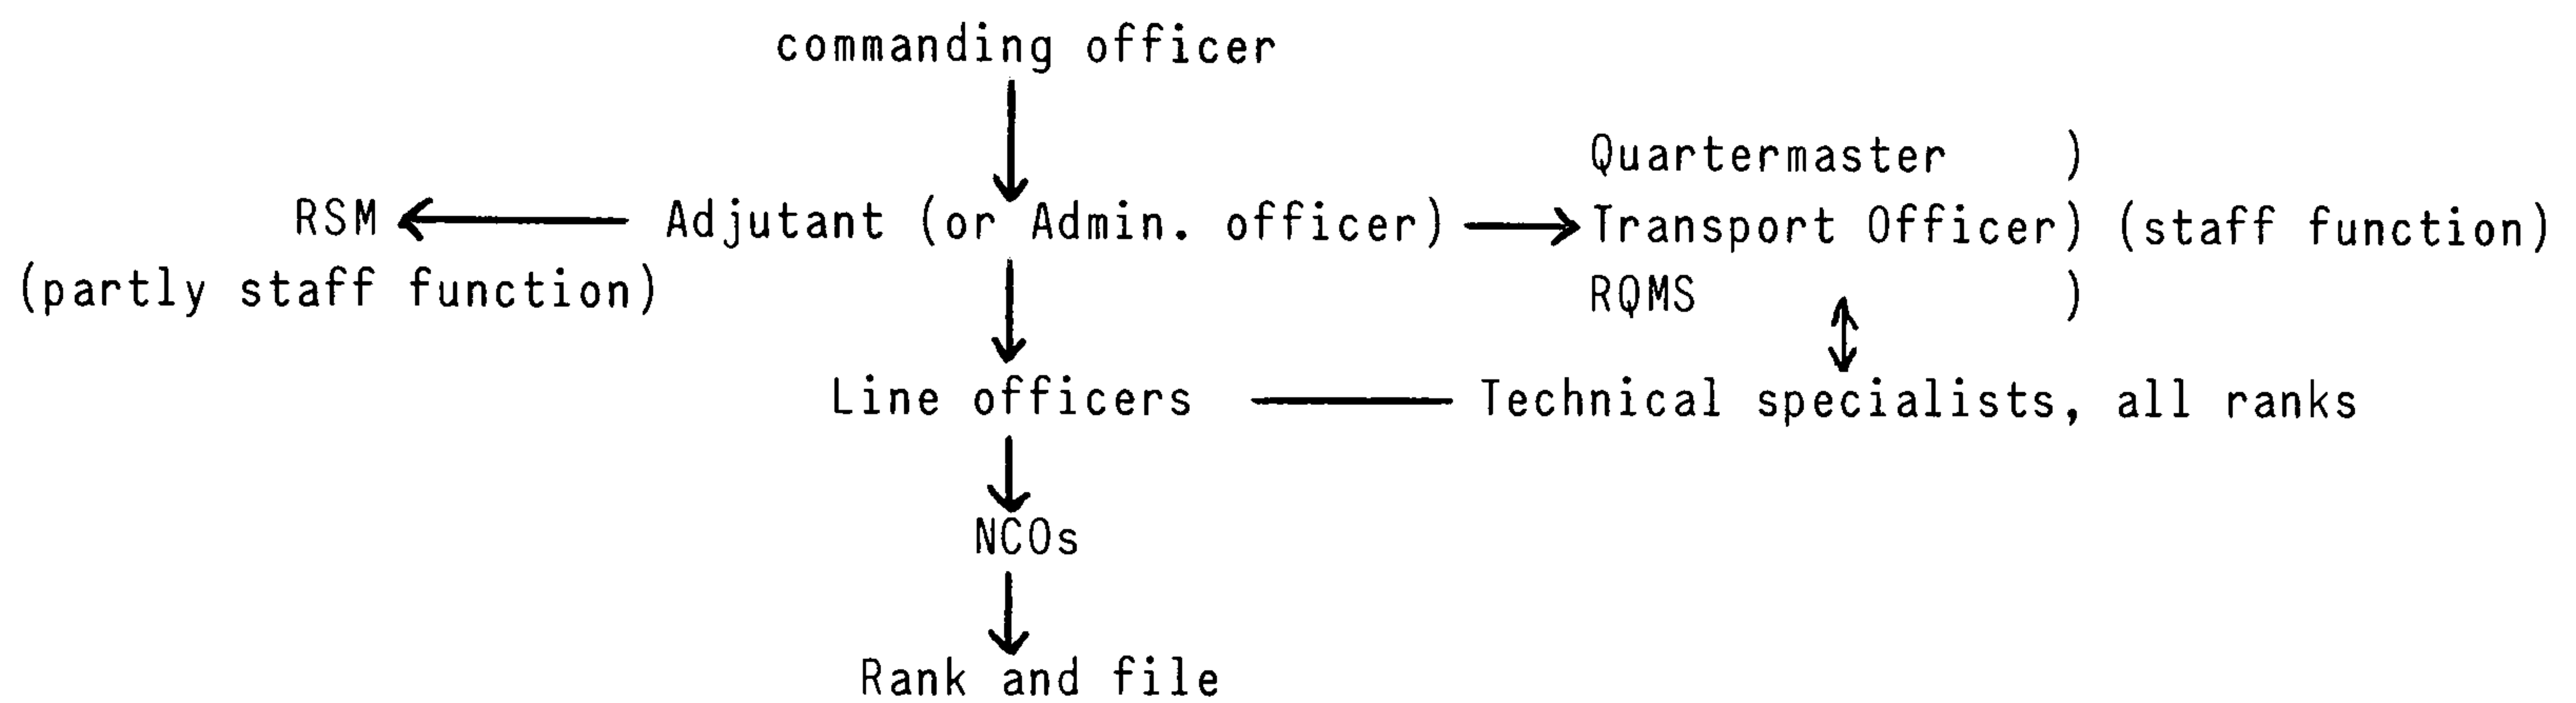 commanding officer
Quartermaster )
RSM Adjutant (or Admin. officer) Transport Officer) (staff function)
(partly staff function) RQMS )
Line officers Technical specialists, all ranks
NCOs
Rank and file